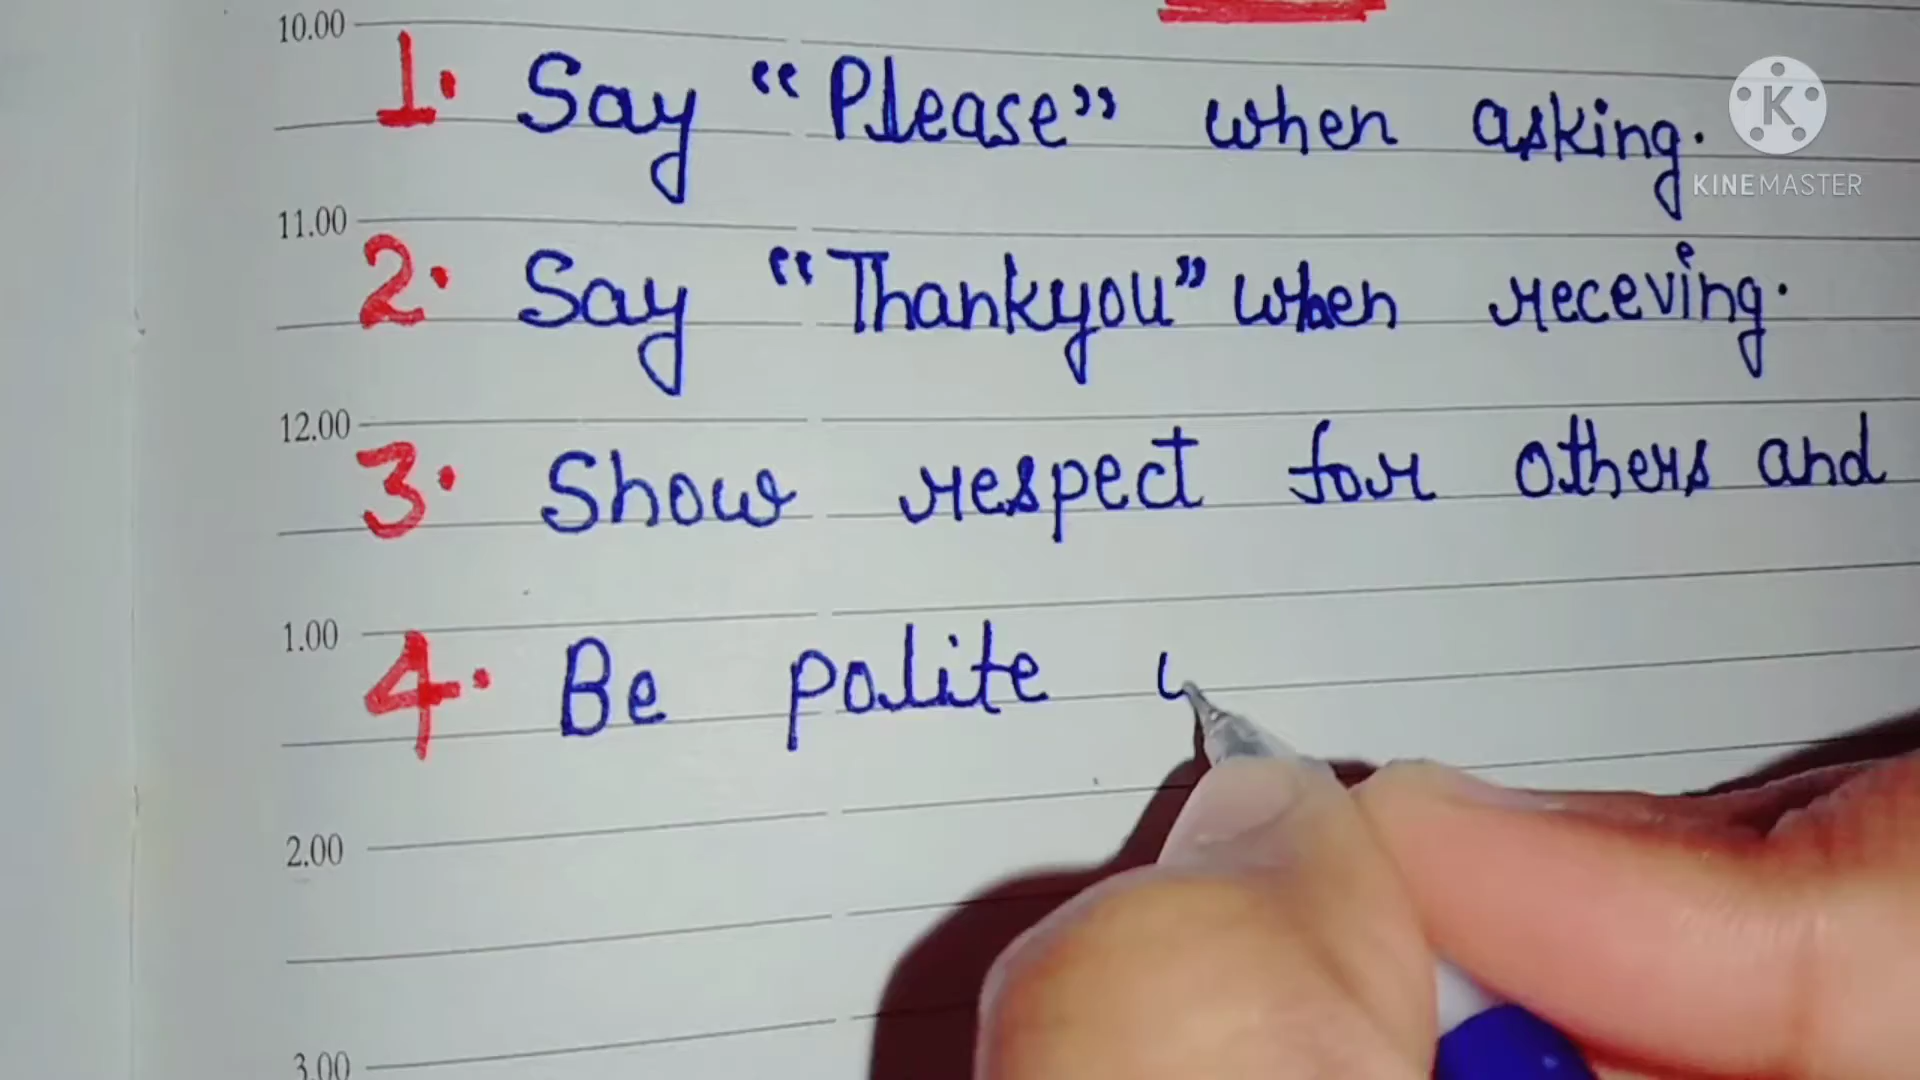 10.00
1. Say "Please" when asking.
KINEMASTER
11.00
2. Say "Thankyou" when receving.
12.00
3. Show respect for others and
1.00
4. Be polite
2.00
3.00